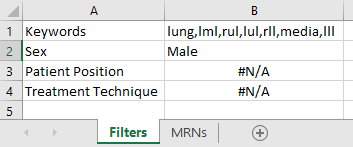 A B
1 Keywords lung,lml,rul,lul,rll,media,lll
2 Sex Male
3 Patient Position #N/A
4 Treatment Technique #N/A
5
Filters MRNs